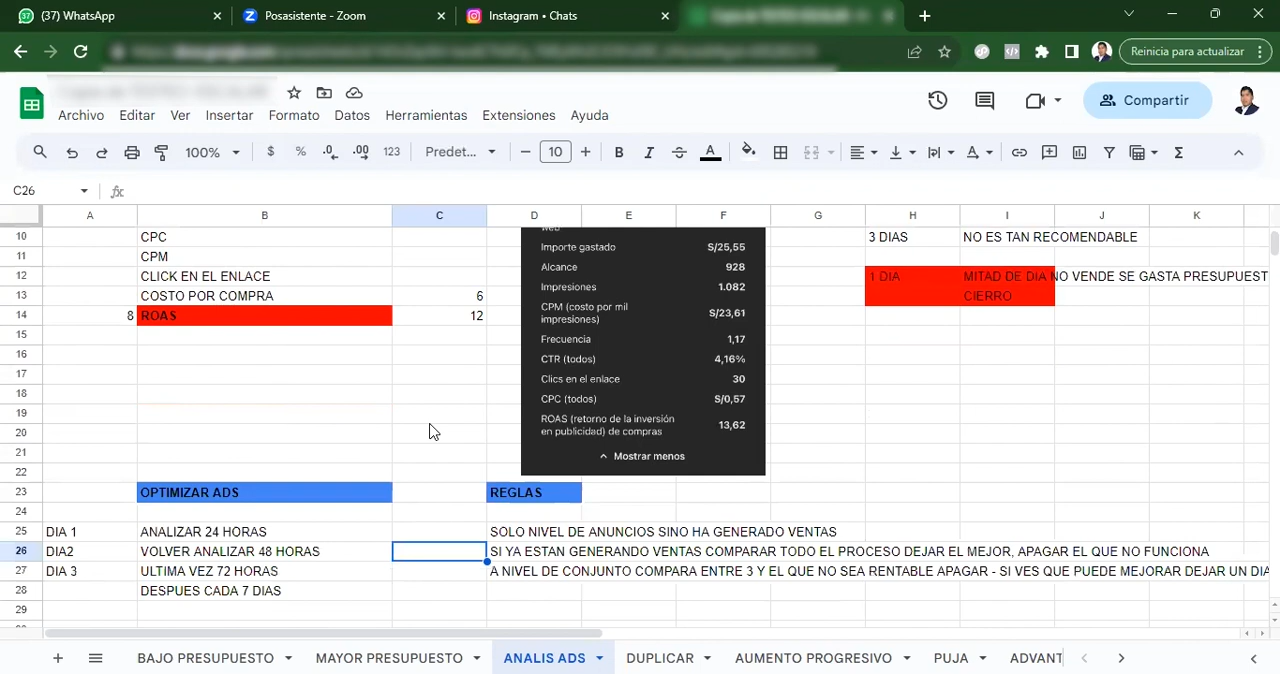 (37) WhatsApp
Posasistente - Zoom
Instagram • Chats
Reinicia para actualizar
Archivo Editar Ver Insertar Formato Datos Herramientas Extensiones Ayuda
Compartir
100% $ % .0 .00 123 Predet... − 10 + B I A Σ
C26 fx
A B C D E F G H I J K
10 CPC 3 DIAS NO ES TAN RECOMENDABLE
11 CPM
12 CLICK EN EL ENLACE 1 DIA MITAD DE DIA NO VENDE SE GASTA PRESUPUEST
13 COSTO POR COMPRA 6 CIERRO
14 8 ROAS 12
15
16
17
18
19
20
21
22
web
Importe gastado S/25,55
Alcance 928
Impresiones 1.082
CPM (costo por mil
impresiones) S/23,61
Frecuencia 1,17
CTR (todos) 4,16%
Clics en el enlace 30
CPC (todos) S/0,57
ROAS (retorno de la inversión
en publicidad) de compras 13,62
Mostrar menos
23 OPTIMIZAR ADS REGLAS
24
25 DIA 1 ANALIZAR 24 HORAS SOLO NIVEL DE ANUNCIOS SINO HA GENERADO VENTAS
26 DIA2 VOLVER ANALIZAR 48 HORAS SI YA ESTAN GENERANDO VENTAS COMPARAR TODO EL PROCESO DEJAR EL MEJOR, APAGAR EL QUE NO FUNCIONA
27 DIA 3 ULTIMA VEZ 72 HORAS A NIVEL DE CONJUNTO COMPARA ENTRE 3 Y EL QUE NO SEA RENTABLE APAGAR - SI VES QUE PUEDE MEJORAR DEJAR UN DIA
28 DESPUES CADA 7 DIAS
29
BAJO PRESUPUESTO MAYOR PRESUPUESTO ANALIS ADS DUPLICAR AUMENTO PROGRESIVO PUJA ADVANT